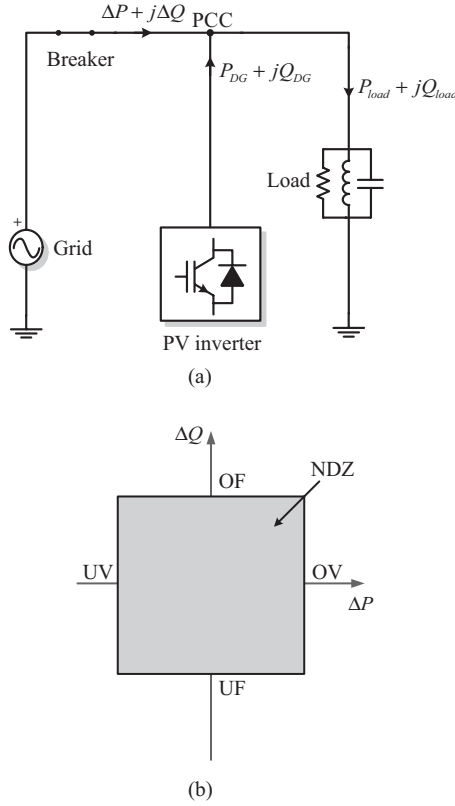 ΔP + jΔQ
PCC
Breaker
P_DG + jQ_DG
P_load + jQ_load
Load
+
Grid
PV inverter
(a)
ΔQ
OF
NDZ
UV
OV
ΔP
UF
(b)